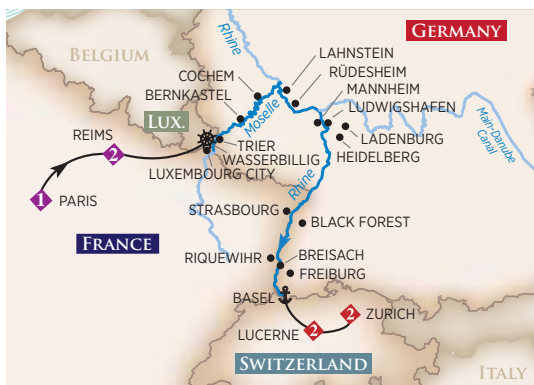 GERMANY
Rhine
BELGIUM
LAHNSTEIN
RÜDESHEIM
COCHEM
MANNHEIM
BERNKASTEL
LUDWIGSHAFEN
Moselle
LUX.
REIMS
2
TRIER
WASSERBILLIG
LUXEMBOURG CITY
LADENBURG
HEIDELBERG
Main-Danube
Canal
1
PARIS
Rhine
STRASBOURG
BLACK FOREST
FRANCE
RIQUEWIHR
BREISACH
FREIBURG
BASEL
ZURICH
2
LUCERNE
2
SWITZERLAND
ITALY